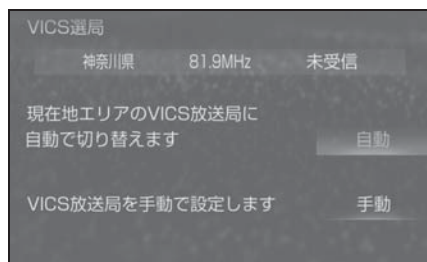 VICS選局
神奈川県 81.9MHz 未受信
現在地エリアのVICS放送局に
自動で切り替えます
自動
VICS放送局を手動で設定します 手動